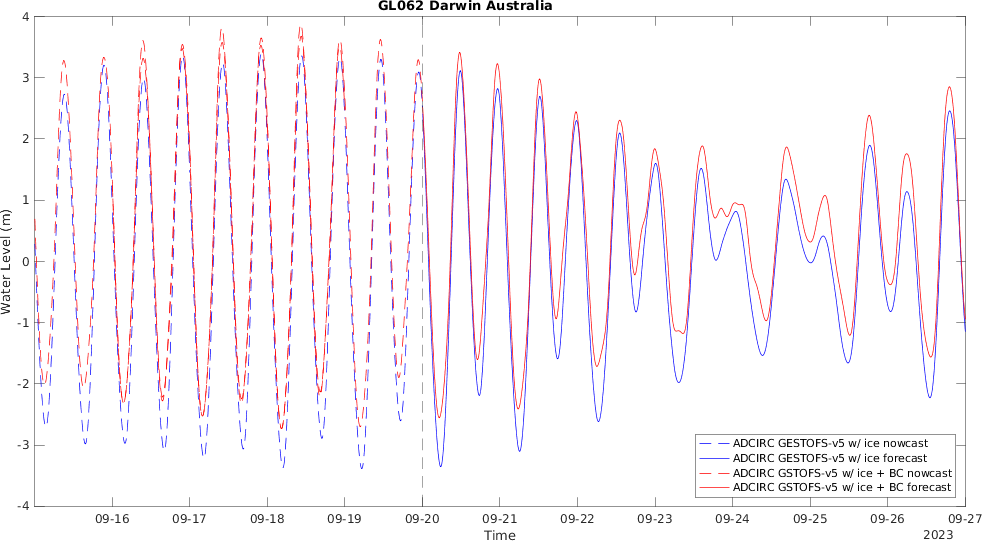 GL062 Darwin Australia
4
3
2
1
0
-1
-2
-3
-4
Water Level (m)
ADCIRC GESTOFS-v5 w/ ice nowcast
ADCIRC GESTOFS-v5 w/ ice forecast
ADCIRC GSTOFS-v5 w/ ice + BC nowcast
ADCIRC GSTOFS-v5 w/ ice + BC forecast
09-16 09-17 09-18 09-19 09-20 09-21 09-22 09-23 09-24 09-25 09-26 09-27
Time
2023